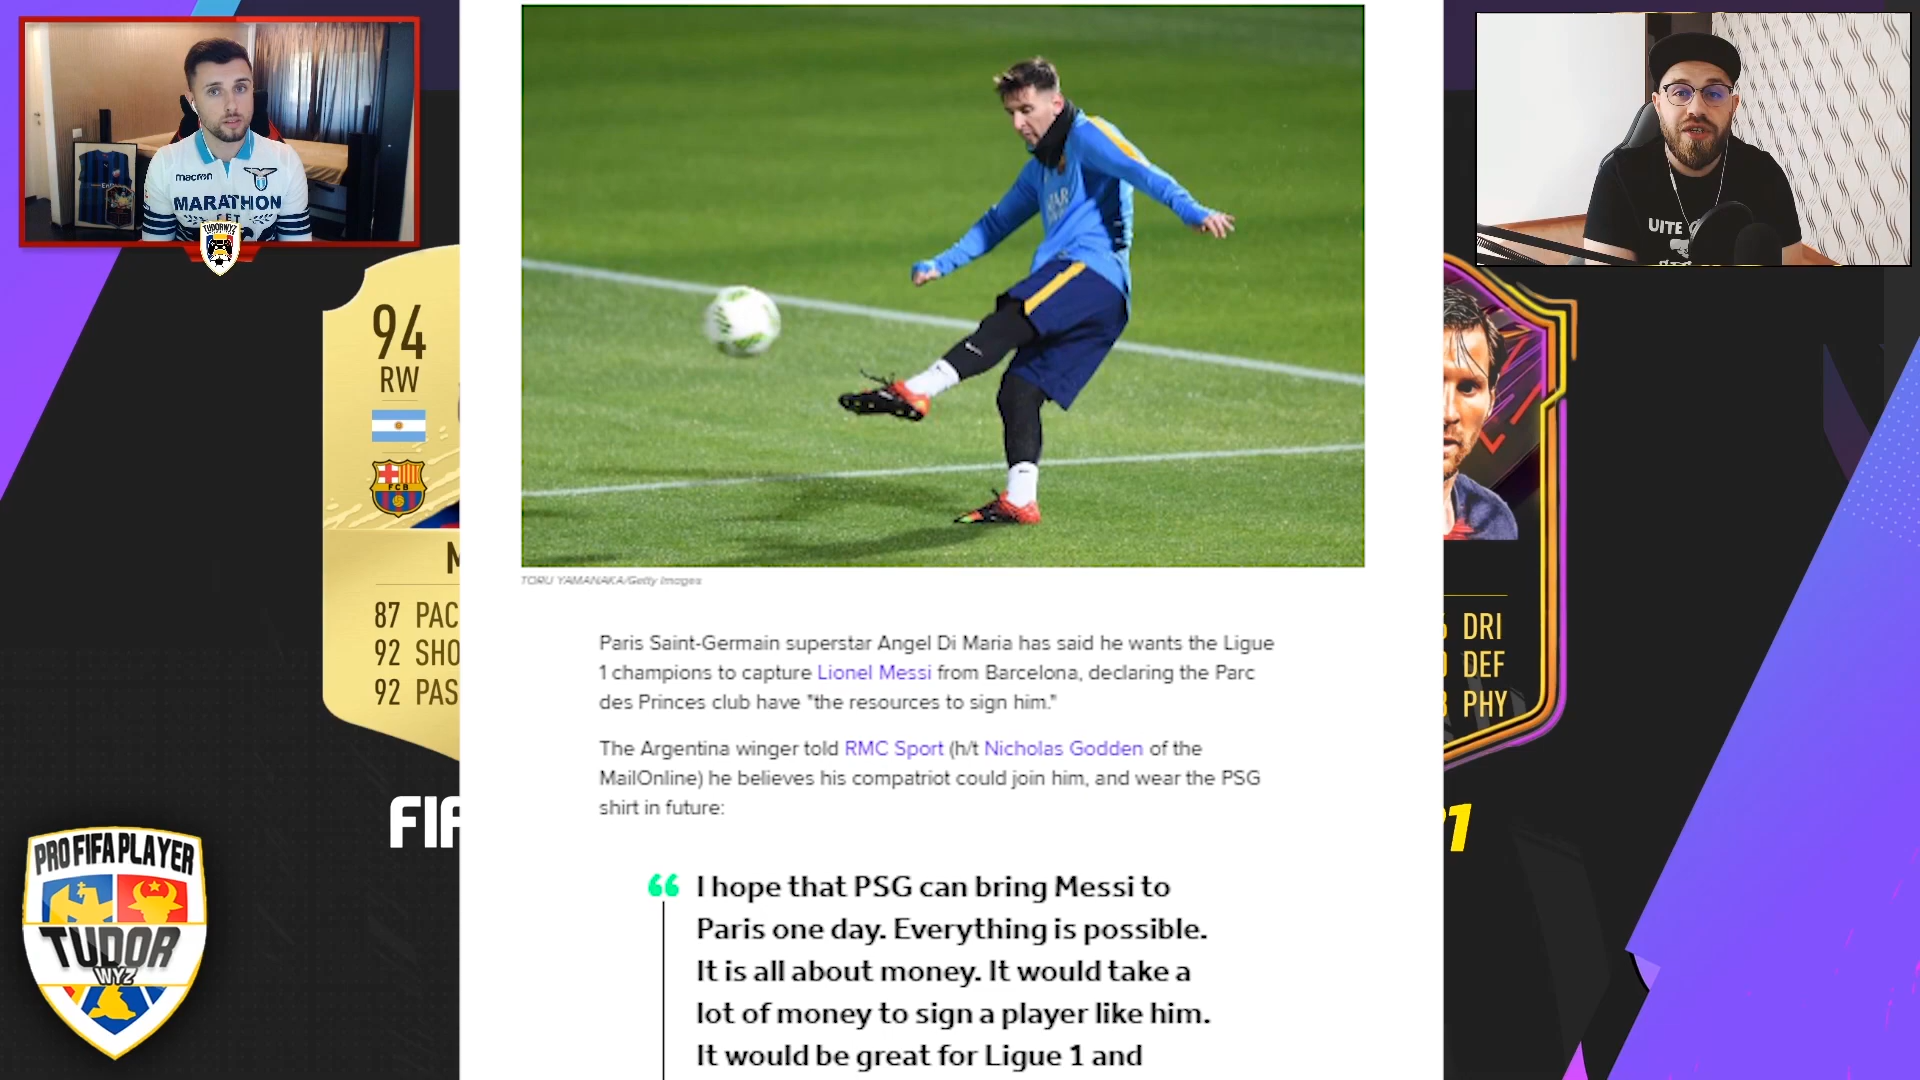 macron
MARATHON
BET
TUDORWYZ
UITE
94
RW
FCB
M
87 PAC
92 SHO
92 PAS
FIF
PRO FIFA PLAYER
TUDOR
WYZ
TORU YAMANAKA/Getty Images
Paris Saint-Germain superstar Angel Di Maria has said he wants the Ligue
1 champions to capture Lionel Messi from Barcelona, declaring the Parc
des Princes club have "the resources to sign him."
The Argentina winger told RMC Sport (h/t Nicholas Godden of the
MailOnline) he believes his compatriot could join him, and wear the PSG
shirt in future:
“ I hope that PSG can bring Messi to
Paris one day. Everything is possible.
It is all about money. It would take a
lot of money to sign a player like him.
It would be great for Ligue 1 and
DRI
DEF
PHY
1